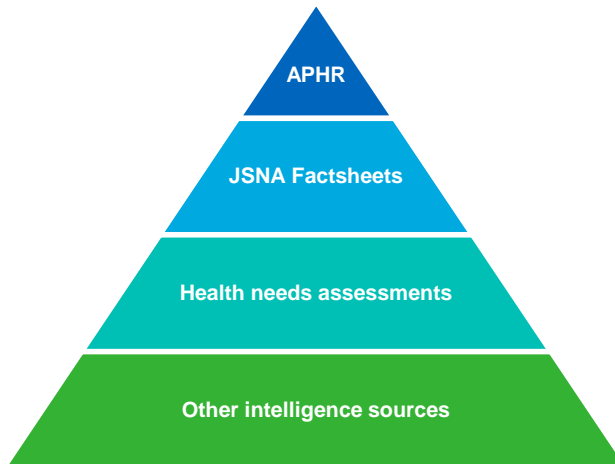 APHR
JSNA Factsheets
Health needs assessments
Other intelligence sources